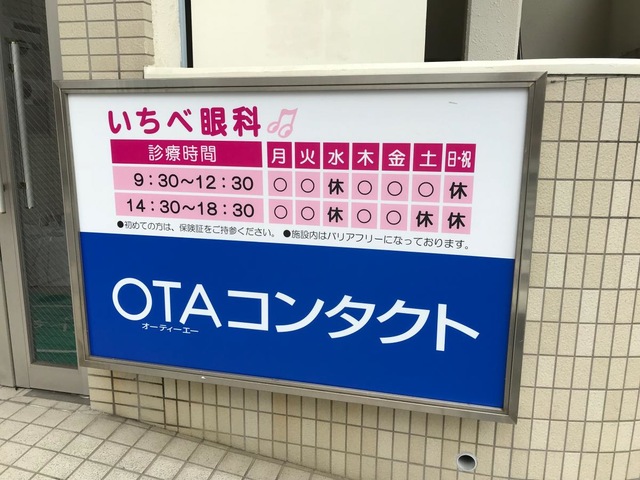 いちべ眼科
診療時間 月 火 水 木 金 土 日・祝
9:30～12:30 ○ ○ 休 ○ ○ ○ 休
14:30～18:30 ○ ○ 休 ○ ○ 休 休
●初めての方は、保険証をご持参ください。 ●施設内はバリアフリーになっております。
OTAコンタクト
オーティーエー